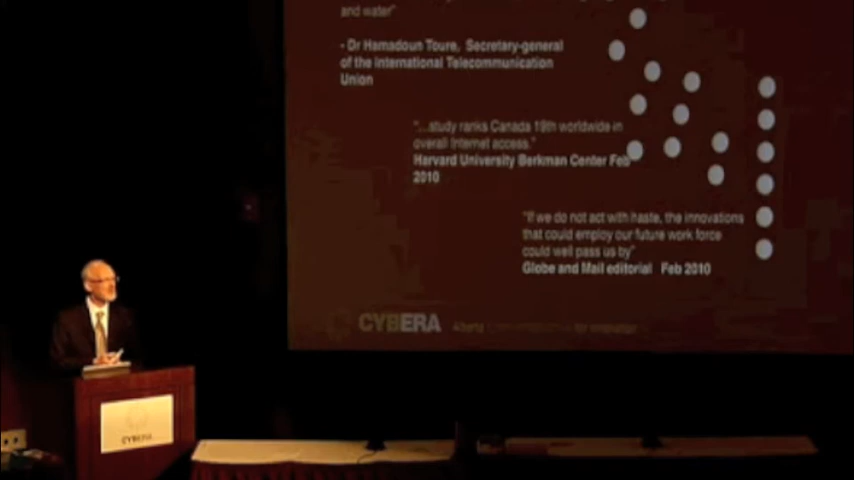 and water"
- Dr Hamadoun Toure, Secretary-general
of the International Telecommunication
Union
"...study ranks Canada 19th worldwide in
overall Internet access."
Harvard University Berkman Center Feb
2010
"If we do not act with haste, the innovations
that could employ our future work force
could well pass us by"
Globe and Mail editorial Feb 2010
CYBERA
CYBERA